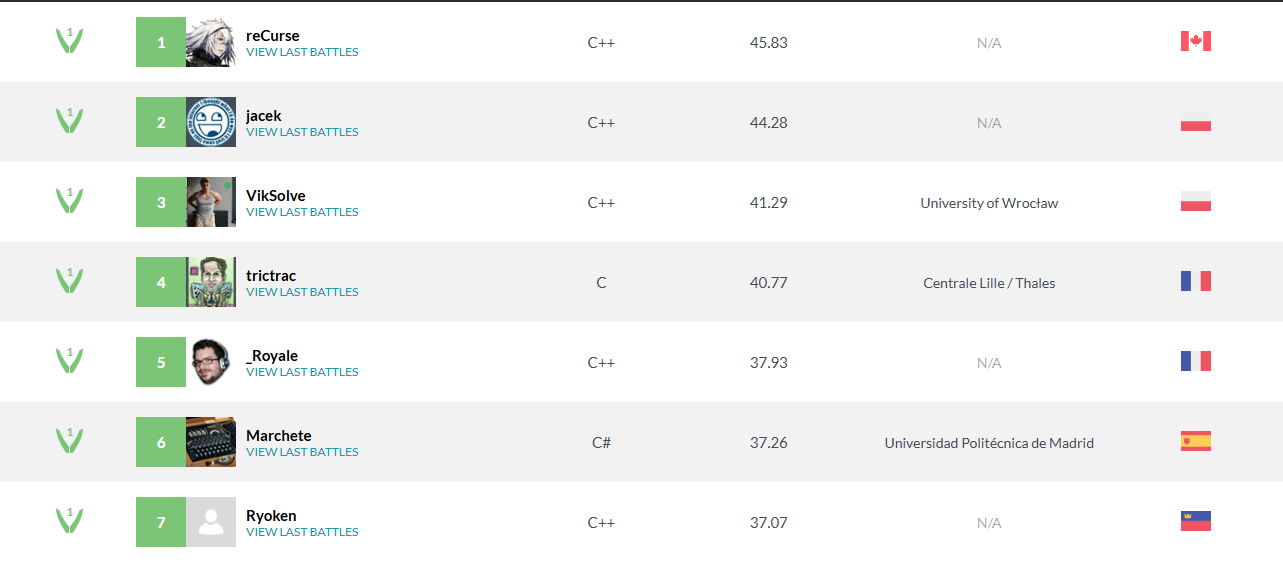 1
1
reCurse
VIEW LAST BATTLES
C++
45.83
N/A
1
2
jacek
VIEW LAST BATTLES
C++
44.28
N/A
1
3
VikSolve
VIEW LAST BATTLES
C++
41.29
University of Wrocław
1
4
trictrac
VIEW LAST BATTLES
C
40.77
Centrale Lille / Thales
1
5
_Royale
VIEW LAST BATTLES
C++
37.93
N/A
1
6
Marchete
VIEW LAST BATTLES
C#
37.26
Universidad Politécnica de Madrid
1
7
Ryoken
VIEW LAST BATTLES
C++
37.07
N/A